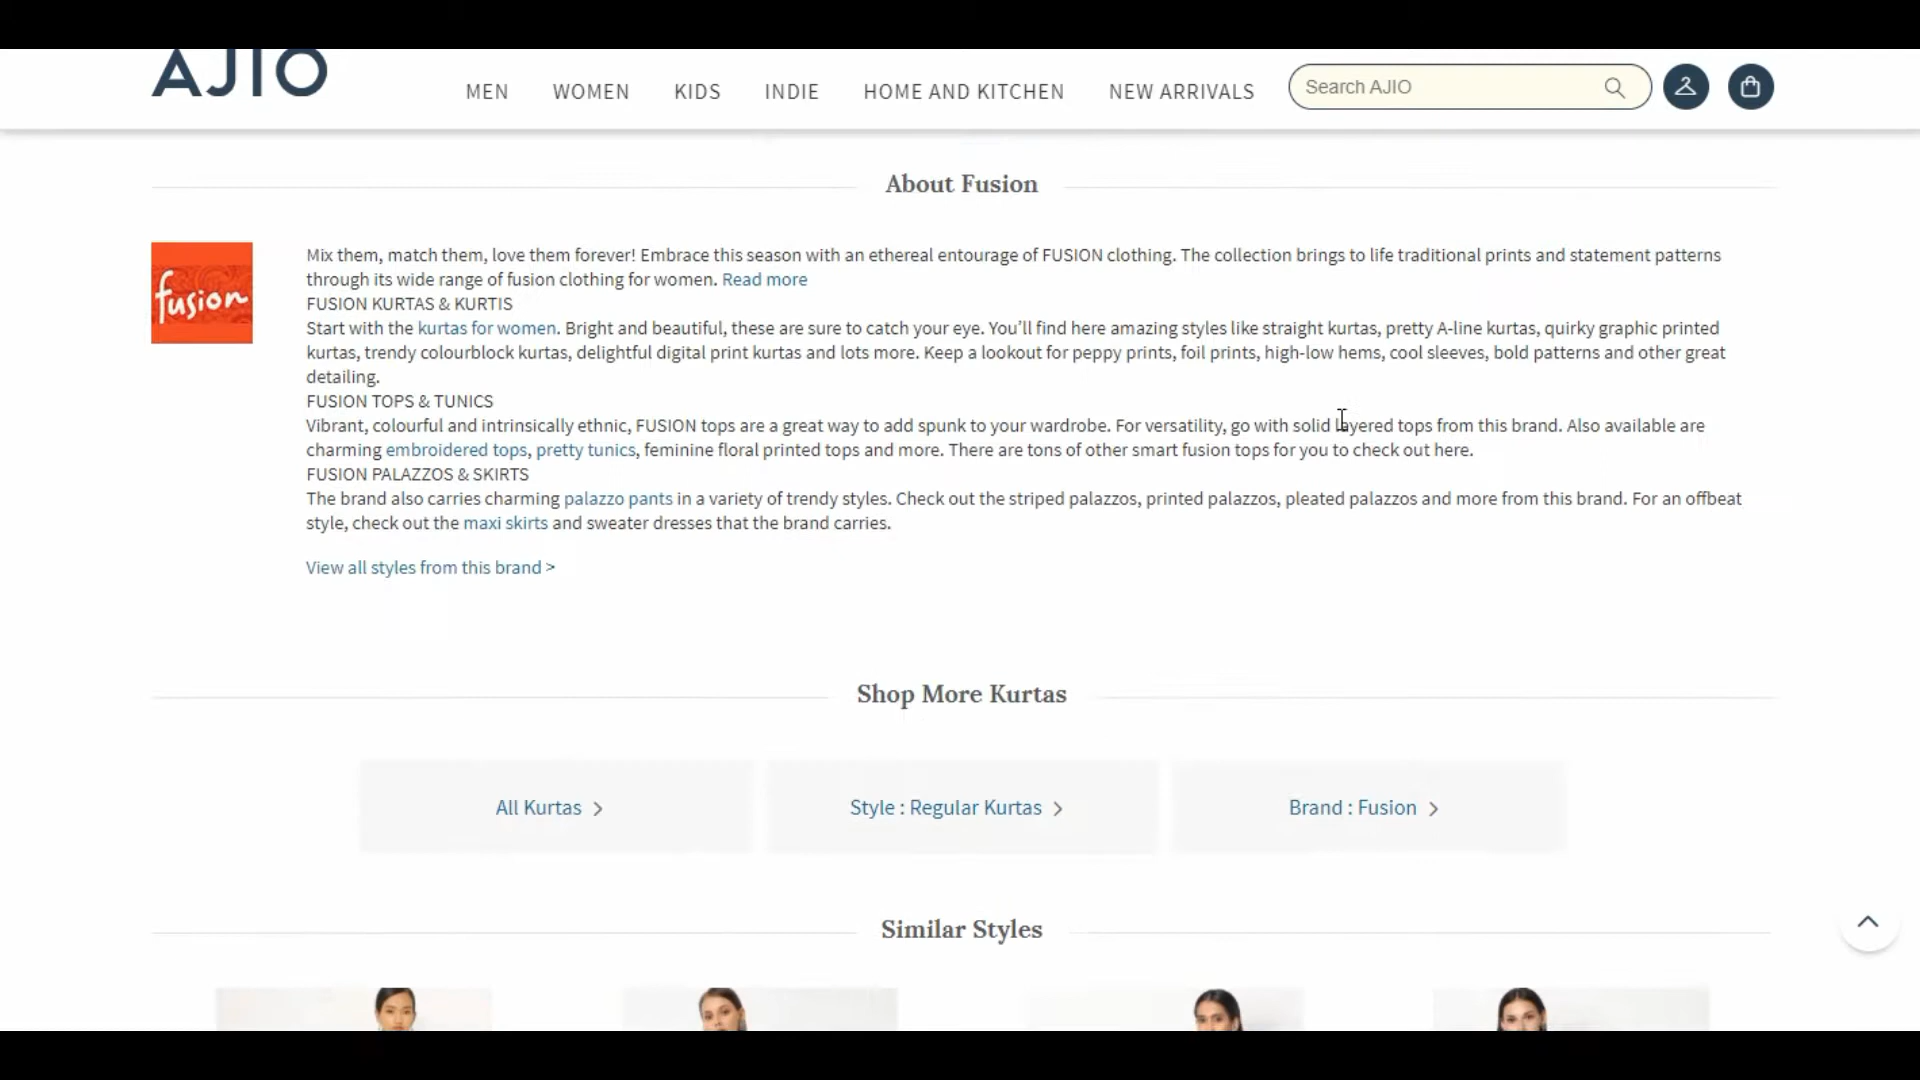 AJIO
MEN WOMEN KIDS INDIE HOME AND KITCHEN NEW ARRIVALS Search AJIO
About Fusion
fusion
Mix them, match them, love them forever! Embrace this season with an ethereal entourage of FUSION clothing. The collection brings to life traditional prints and statement patterns
through its wide range of fusion clothing for women. Read more
FUSION KURTAS & KURTIS
Start with the kurtas for women. Bright and beautiful, these are sure to catch your eye. You'll find here amazing styles like straight kurtas, pretty A-line kurtas, quirky graphic printed
kurtas, trendy colourblock kurtas, delightful digital print kurtas and lots more. Keep a lookout for peppy prints, foil prints, high-low hems, cool sleeves, bold patterns and other great
detailing.
FUSION TOPS & TUNICS
Vibrant, colourful and intrinsically ethnic, FUSION tops are a great way to add spunk to your wardrobe. For versatility, go with solid layered tops from this brand. Also available are
charming embroidered tops, pretty tunics, feminine floral printed tops and more. There are tons of other smart fusion tops for you to check out here.
FUSION PALAZZOS & SKIRTS
The brand also carries charming palazzo pants in a variety of trendy styles. Check out the striped palazzos, printed palazzos, pleated palazzos and more from this brand. For an offbeat
style, check out the maxi skirts and sweater dresses that the brand carries.
View all styles from this brand >
Shop More Kurtas
All Kurtas > Style : Regular Kurtas > Brand : Fusion >
Similar Styles